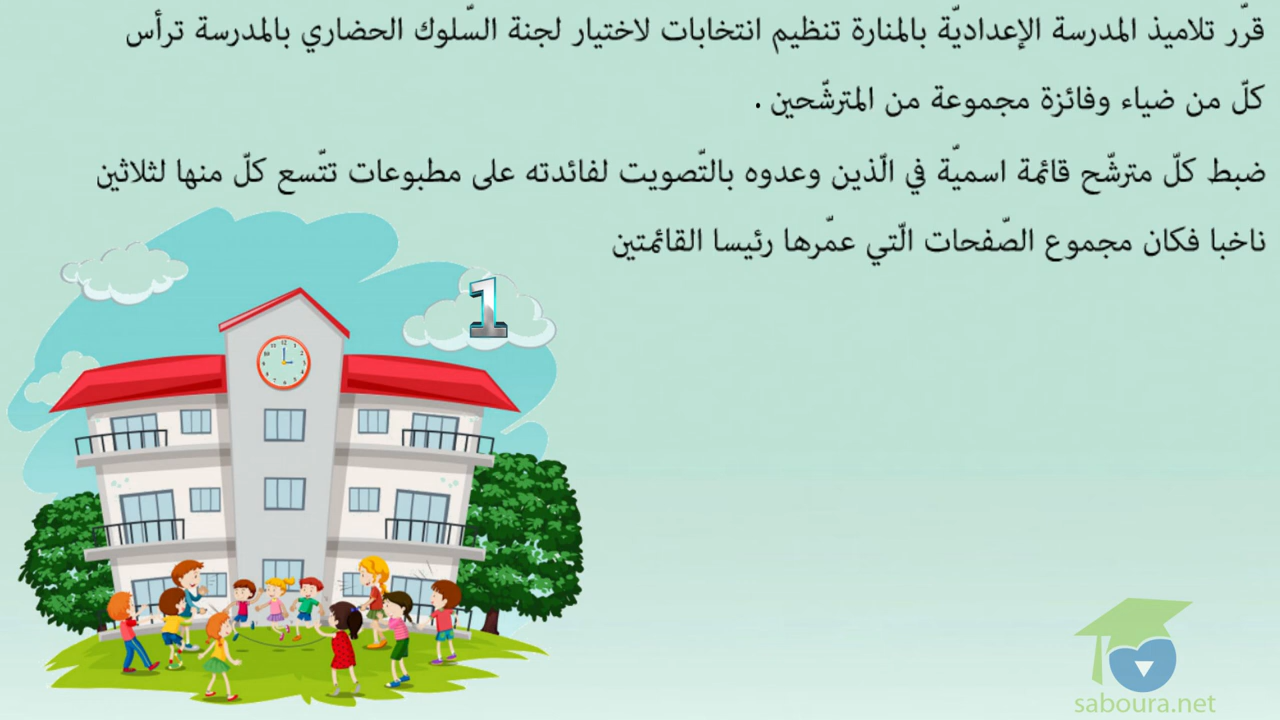 قرّر تلاميذ المدرسة الإعداديّة بالمنارة تنظيم انتخابات لاختيار لجنة السّلوك الحضاري بالمدرسة ترأس
كلّ من ضياء وفائزة مجموعة من المترشّحين .
ضبط كلّ مترشّح قائمة اسميّة في الّذين وعدوه بالتّصويت لفائدته على مطبوعات تتّسع كلّ منها لثلاثين
ناخبا فكان مجموع الصّفحات الّتي عمّرها رئيسا القائمتين
1
saboura.net